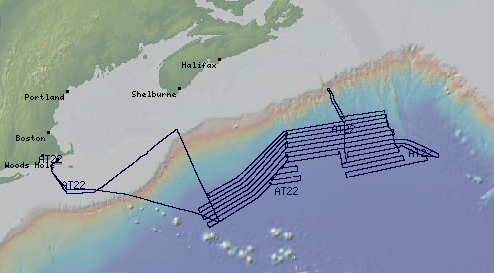 Halifax
Shelburne
Portland
Boston
AT22
Woods Hole
AT22
AT22
AT22
AT22